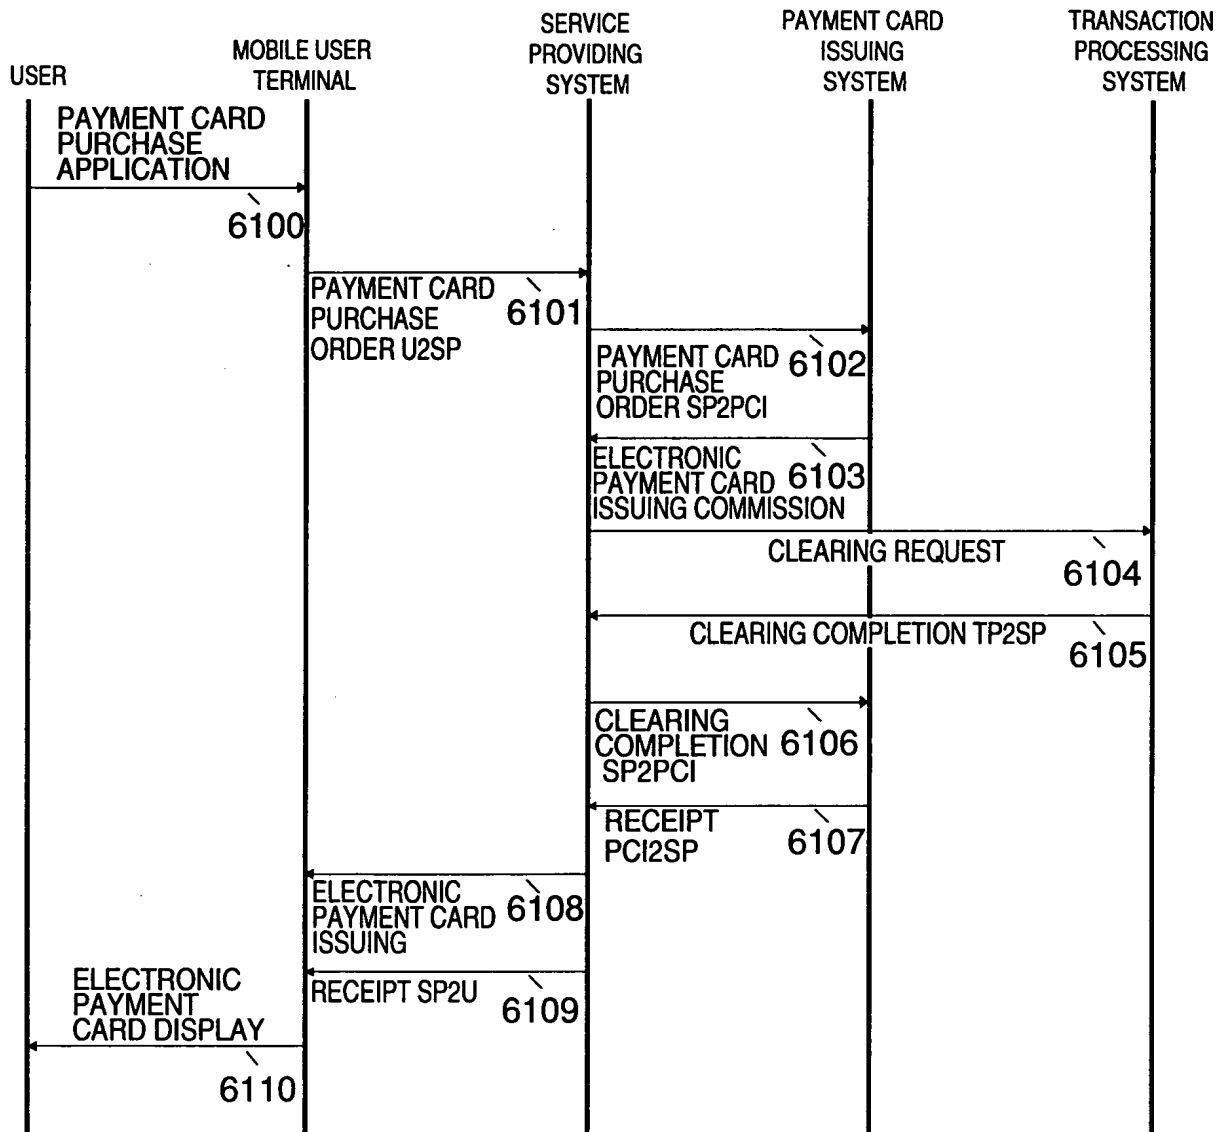 USER
MOBILE USER
TERMINAL
SERVICE
PROVIDING
SYSTEM
PAYMENT CARD
ISSUING
SYSTEM
TRANSACTION
PROCESSING
SYSTEM
PAYMENT CARD
PURCHASE
APPLICATION
6100
PAYMENT CARD
PURCHASE
ORDER U2SP
6101
PAYMENT CARD
PURCHASE
ORDER SP2PCI
6102
ELECTRONIC
PAYMENT CARD
ISSUING COMMISSION
6103
CLEARING REQUEST
6104
CLEARING COMPLETION TP2SP
6105
CLEARING
COMPLETION
SP2PCI
6106
RECEIPT
PCI2SP
6107
ELECTRONIC
PAYMENT CARD
ISSUING
6108
RECEIPT SP2U
6109
ELECTRONIC
PAYMENT
CARD DISPLAY
6110